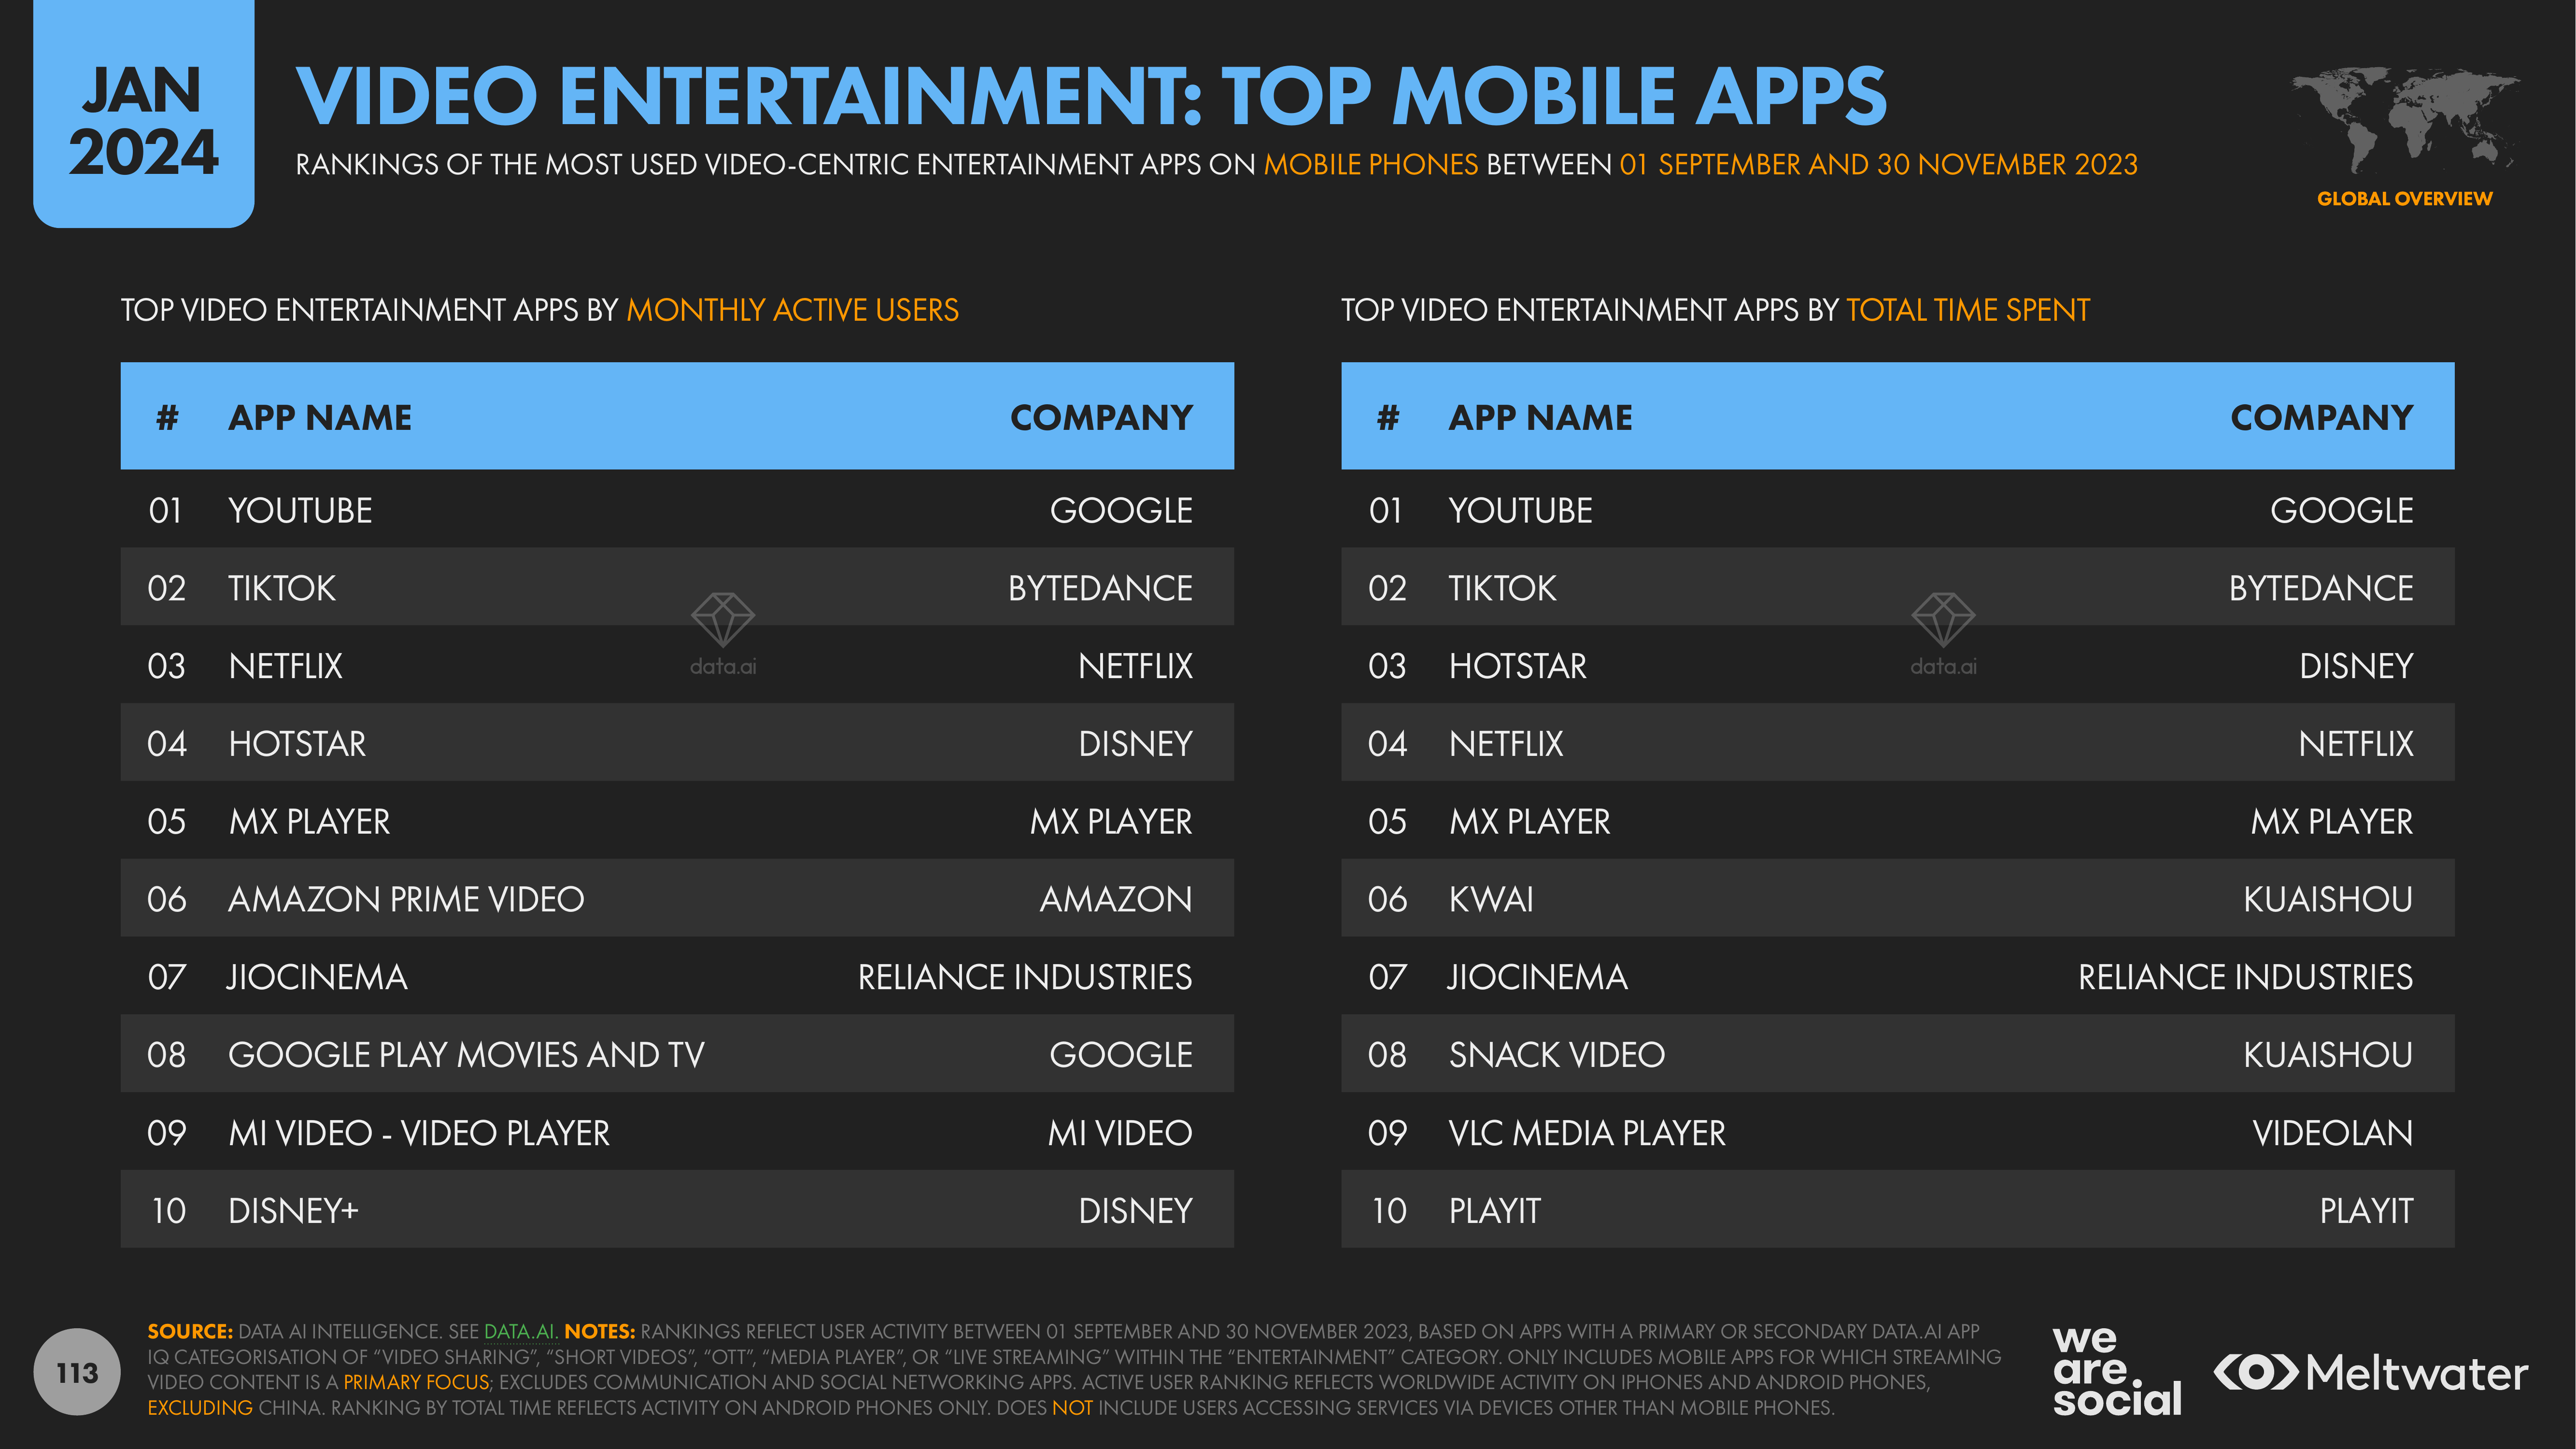 JAN
2024
VIDEO ENTERTAINMENT: TOP MOBILE APPS
RANKINGS OF THE MOST USED VIDEO-CENTRIC ENTERTAINMENT APPS ON MOBILE PHONES BETWEEN 01 SEPTEMBER AND 30 NOVEMBER 2023
GLOBAL OVERVIEW
TOP VIDEO ENTERTAINMENT APPS BY MONTHLY ACTIVE USERS
# APP NAME COMPANY
01 YOUTUBE GOOGLE
02 TIKTOK BYTEDANCE
03 NETFLIX NETFLIX
04 HOTSTAR DISNEY
05 MX PLAYER MX PLAYER
06 AMAZON PRIME VIDEO AMAZON
07 JIOCINEMA RELIANCE INDUSTRIES
08 GOOGLE PLAY MOVIES AND TV GOOGLE
09 MI VIDEO - VIDEO PLAYER MI VIDEO
10 DISNEY+ DISNEY
data.ai
TOP VIDEO ENTERTAINMENT APPS BY TOTAL TIME SPENT
# APP NAME COMPANY
01 YOUTUBE GOOGLE
02 TIKTOK BYTEDANCE
03 HOTSTAR DISNEY
04 NETFLIX NETFLIX
05 MX PLAYER MX PLAYER
06 KWAI KUAISHOU
07 JIOCINEMA RELIANCE INDUSTRIES
08 SNACK VIDEO KUAISHOU
09 VLC MEDIA PLAYER VIDEOLAN
10 PLAYIT PLAYIT
data.ai
113
SOURCE: DATA AI INTELLIGENCE. SEE DATA.AI. NOTES: RANKINGS REFLECT USER ACTIVITY BETWEEN 01 SEPTEMBER AND 30 NOVEMBER 2023, BASED ON APPS WITH A PRIMARY OR SECONDARY DATA.AI APP
IQ CATEGORISATION OF “VIDEO SHARING”, “SHORT VIDEOS”, “OTT”, “MEDIA PLAYER”, OR “LIVE STREAMING” WITHIN THE “ENTERTAINMENT” CATEGORY. ONLY INCLUDES MOBILE APPS FOR WHICH STREAMING
VIDEO CONTENT IS A PRIMARY FOCUS; EXCLUDES COMMUNICATION AND SOCIAL NETWORKING APPS. ACTIVE USER RANKING REFLECTS WORLDWIDE ACTIVITY ON IPHONES AND ANDROID PHONES,
EXCLUDING CHINA. RANKING BY TOTAL TIME REFLECTS ACTIVITY ON ANDROID PHONES ONLY. DOES NOT INCLUDE USERS ACCESSING SERVICES VIA DEVICES OTHER THAN MOBILE PHONES.
we
are.
social
Meltwater